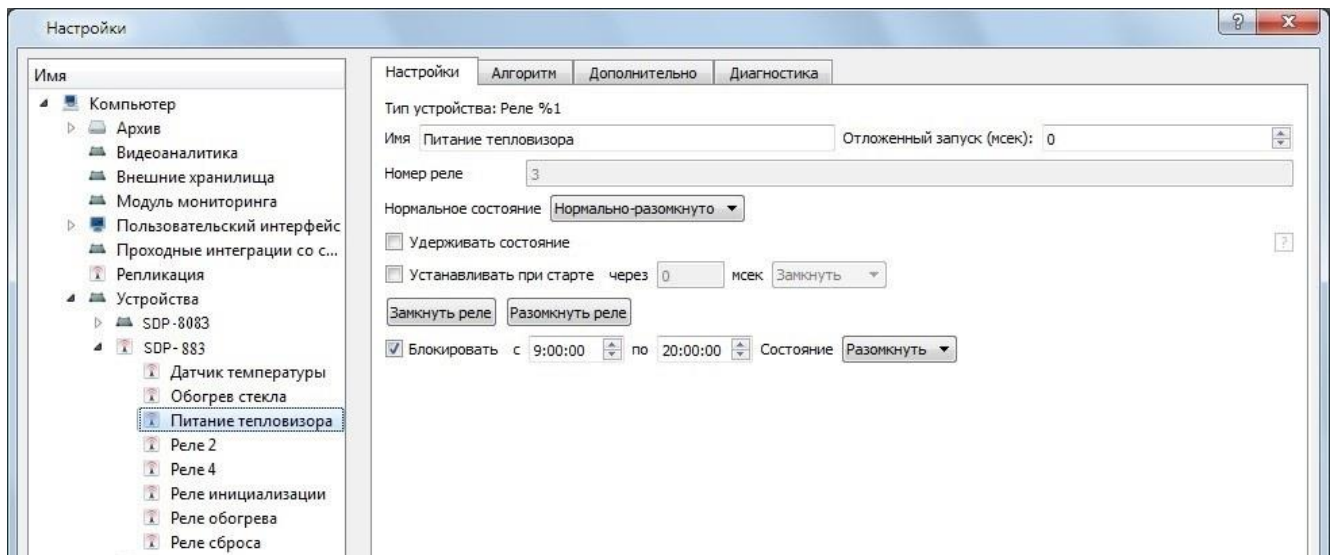 Настройки
Имя
Компьютер
Архив
Видеоаналитика
Внешние хранилища
Модуль мониторинга
Пользовательский интерфейс
Проходные интеграции со с...
Репликация
Устройства
SDP-8083
SDP-883
Датчик температуры
Обогрев стекла
Питание тепловизора
Реле 2
Реле 4
Реле инициализации
Реле обогрева
Реле сброса
Настройки Алгоритм Дополнительно Диагностика
Тип устройства: Реле %1
Имя Питание тепловизора Отложенный запуск (мсек): 0
Номер реле 3
Нормальное состояние Нормально-разомкнуто
Удерживать состояние ?
Устанавливать при старте через 0 мсек Замкнуть
Замкнуть реле Разомкнуть реле
Блокировать с 9:00:00 по 20:00:00 Состояние Разомкнуть